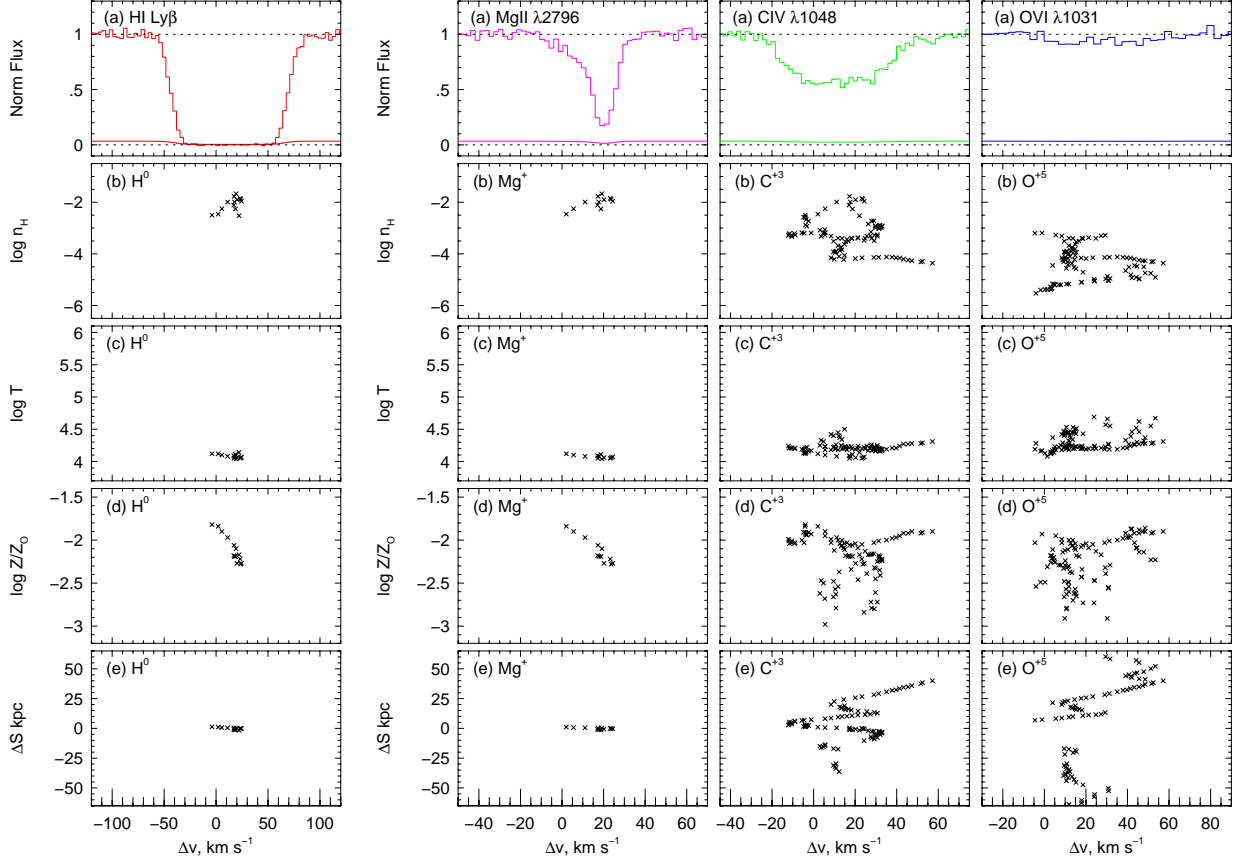 (a) HI Lyβ
(a) MgII λ2796
(a) CIV λ1048
(a) OVI λ1031
Norm Flux
1
.5
0
Norm Flux
1
.5
0
(b) H⁰
(b) Mg⁺
(b) C⁺³
(b) O⁺⁵
log n_H
−2
−4
−6
log n_H
−2
−4
−6
(c) H⁰
(c) Mg⁺
(c) C⁺³
(c) O⁺⁵
log T
6
5.5
5
4.5
4
log T
6
5.5
5
4.5
4
(d) H⁰
(d) Mg⁺
(d) C⁺³
(d) O⁺⁵
log Z/Z_O
−1.5
−2
−2.5
−3
log Z/Z_O
−1.5
−2
−2.5
−3
(e) H⁰
(e) Mg⁺
(e) C⁺³
(e) O⁺⁵
ΔS kpc
50
25
0
−25
−50
ΔS kpc
50
25
0
−25
−50
−100 −50 0 50 100
−40 −20 0 20 40 60
−40 −20 0 20 40 60
0 20 40 60 80
Δv, km s⁻¹
Δv, km s⁻¹
Δv, km s⁻¹
Δv, km s⁻¹